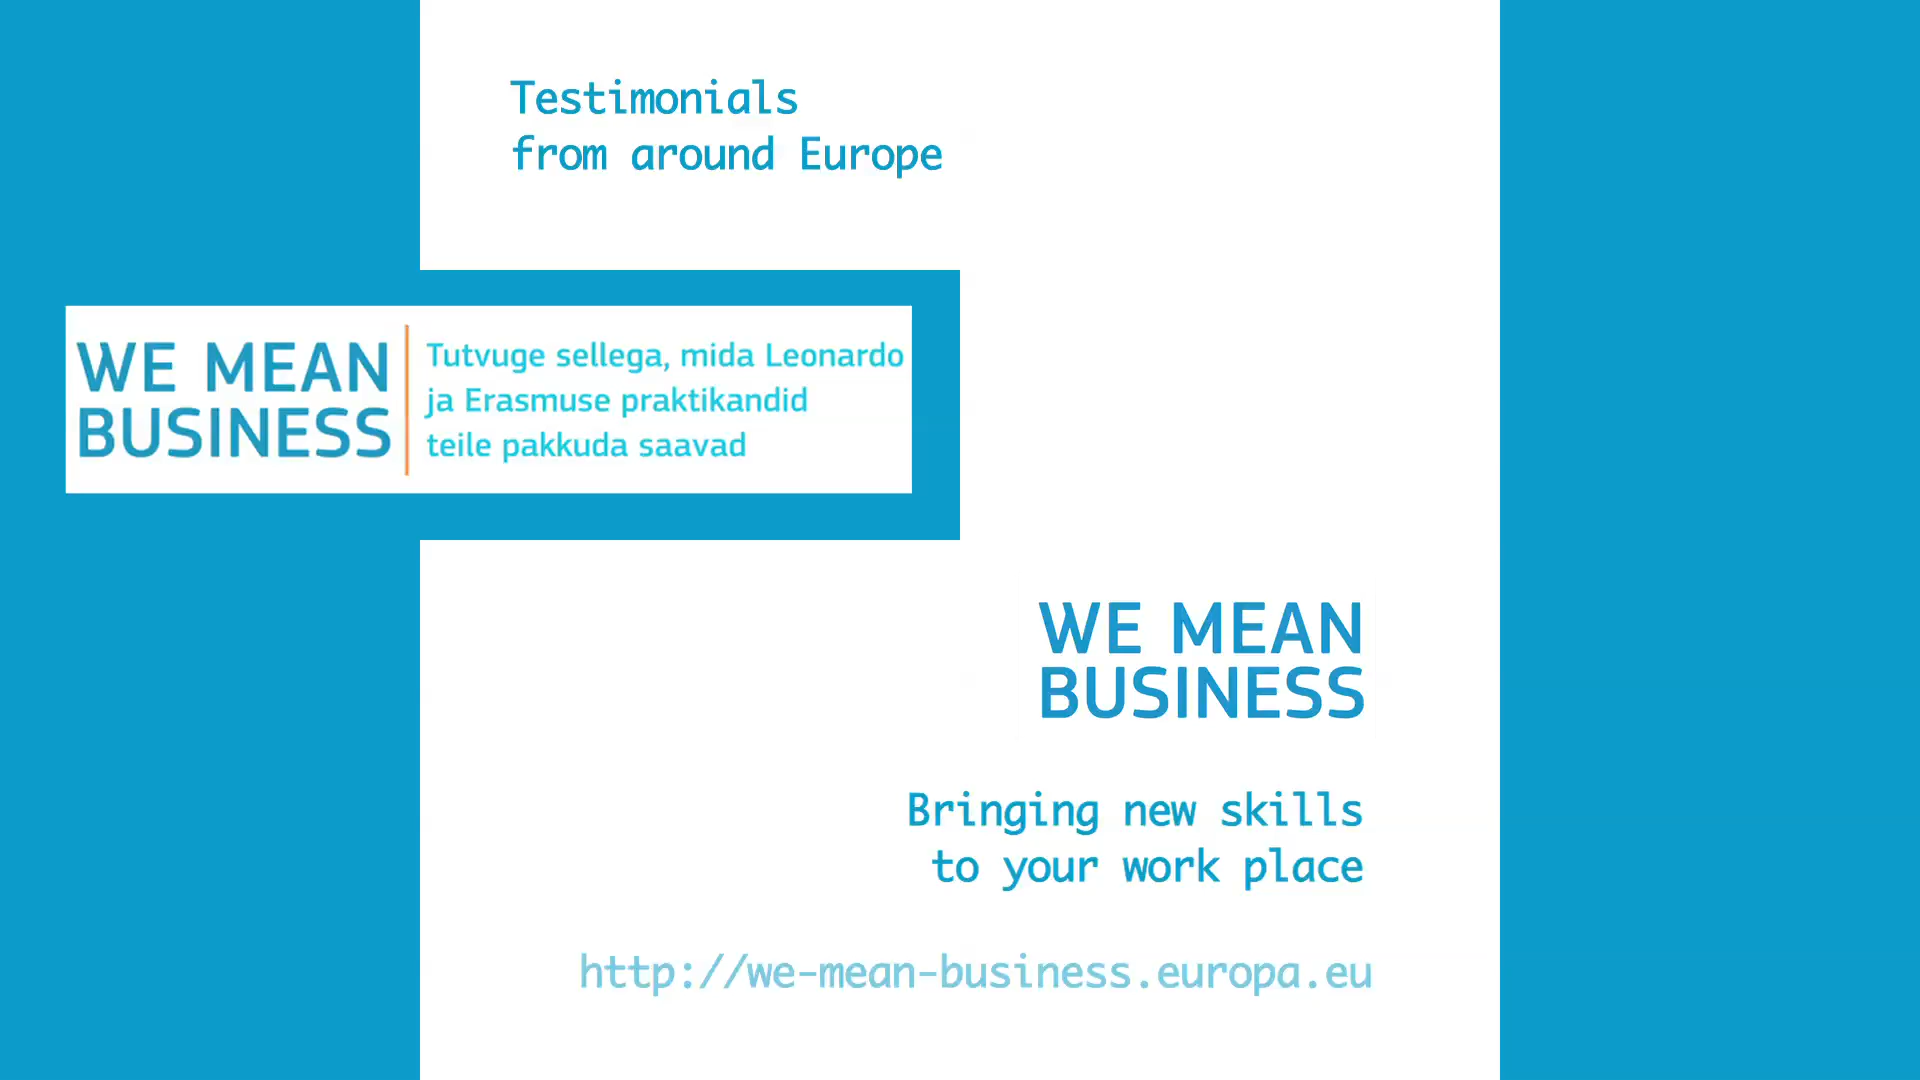 Testimonials
from around Europe
WE MEAN
BUSINESS
Tutvuge sellega, mida Leonardo
ja Erasmuse praktikandid
teile pakkuda saavad
WE MEAN
BUSINESS
Bringing new skills
to your work place
http://we-mean-business.europa.eu